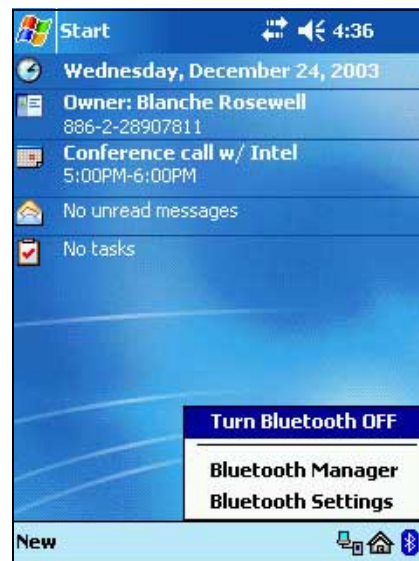 Start 4:36
Wednesday, December 24, 2003
Owner: Blanche Rosewell
886-2-28907811
Conference call w/ Intel
5:00PM-6:00PM
No unread messages
No tasks
Turn Bluetooth OFF
Bluetooth Manager
Bluetooth Settings
New